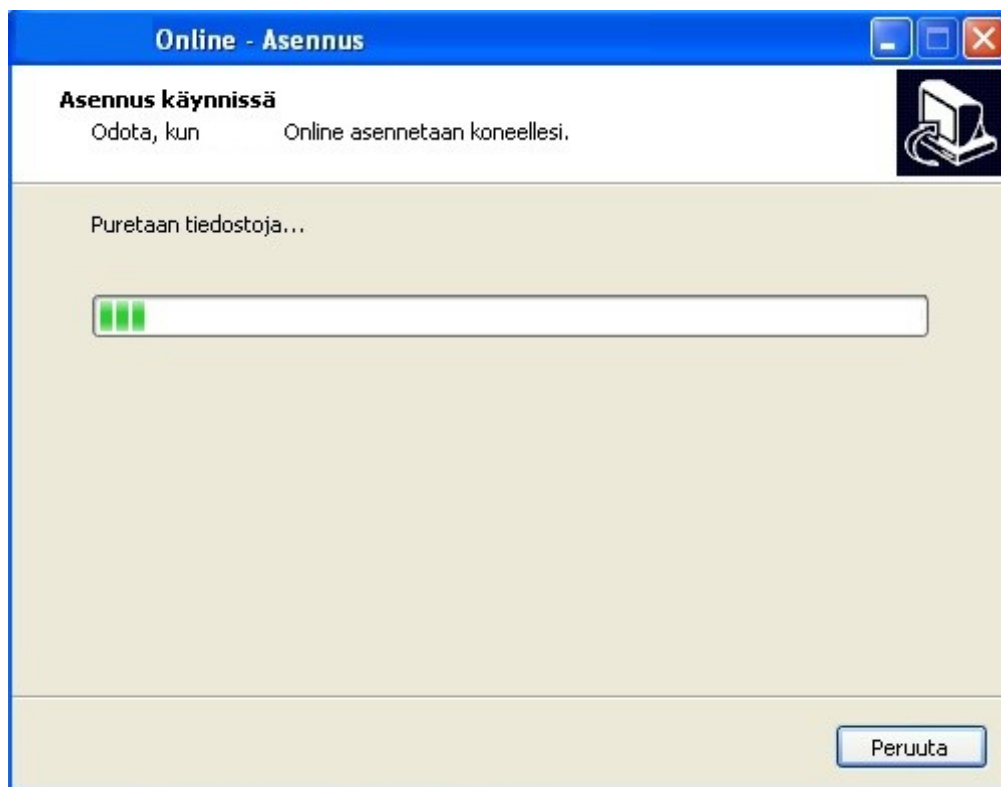 Online - Asennus
Asennus käynnissä
Odota, kun Online asennetaan koneellesi.
Puretaan tiedostoja...
Peruuta